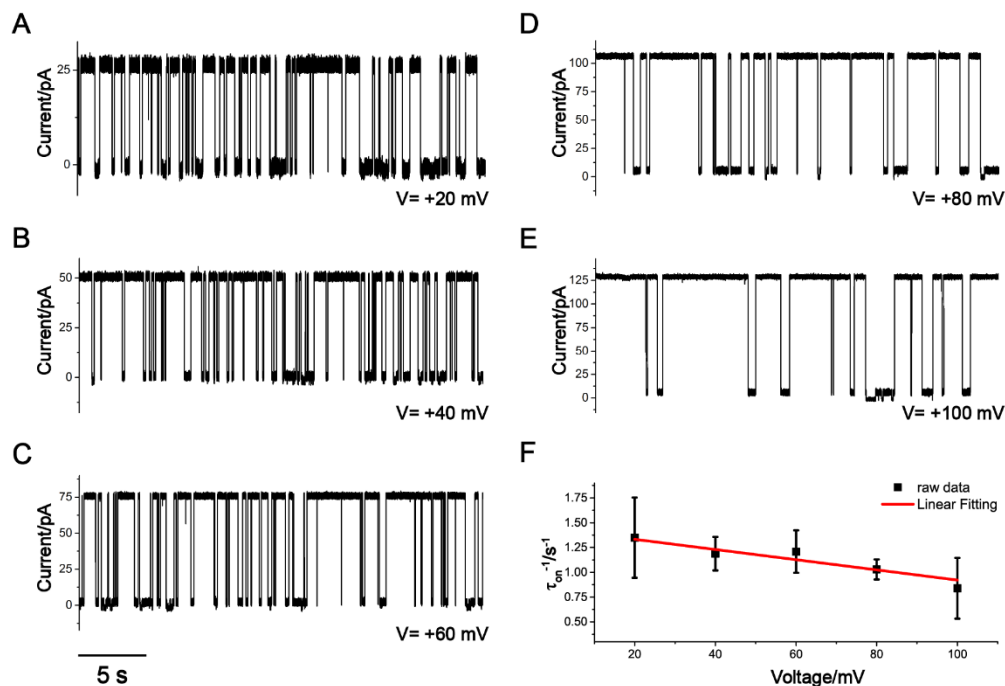 A
Current/pA
25
0
V= +20 mV
B
Current/pA
50
25
0
V= +40 mV
C
Current/pA
75
50
25
0
V= +60 mV
5 s
D
Current/pA
100
75
50
25
0
V= +80 mV
E
Current/pA
125
100
75
50
25
0
V= +100 mV
F
τon-1/s-1
1.75
1.50
1.25
1.00
0.75
0.50
raw data
Linear Fitting
20 40 60 80 100
Voltage/mV